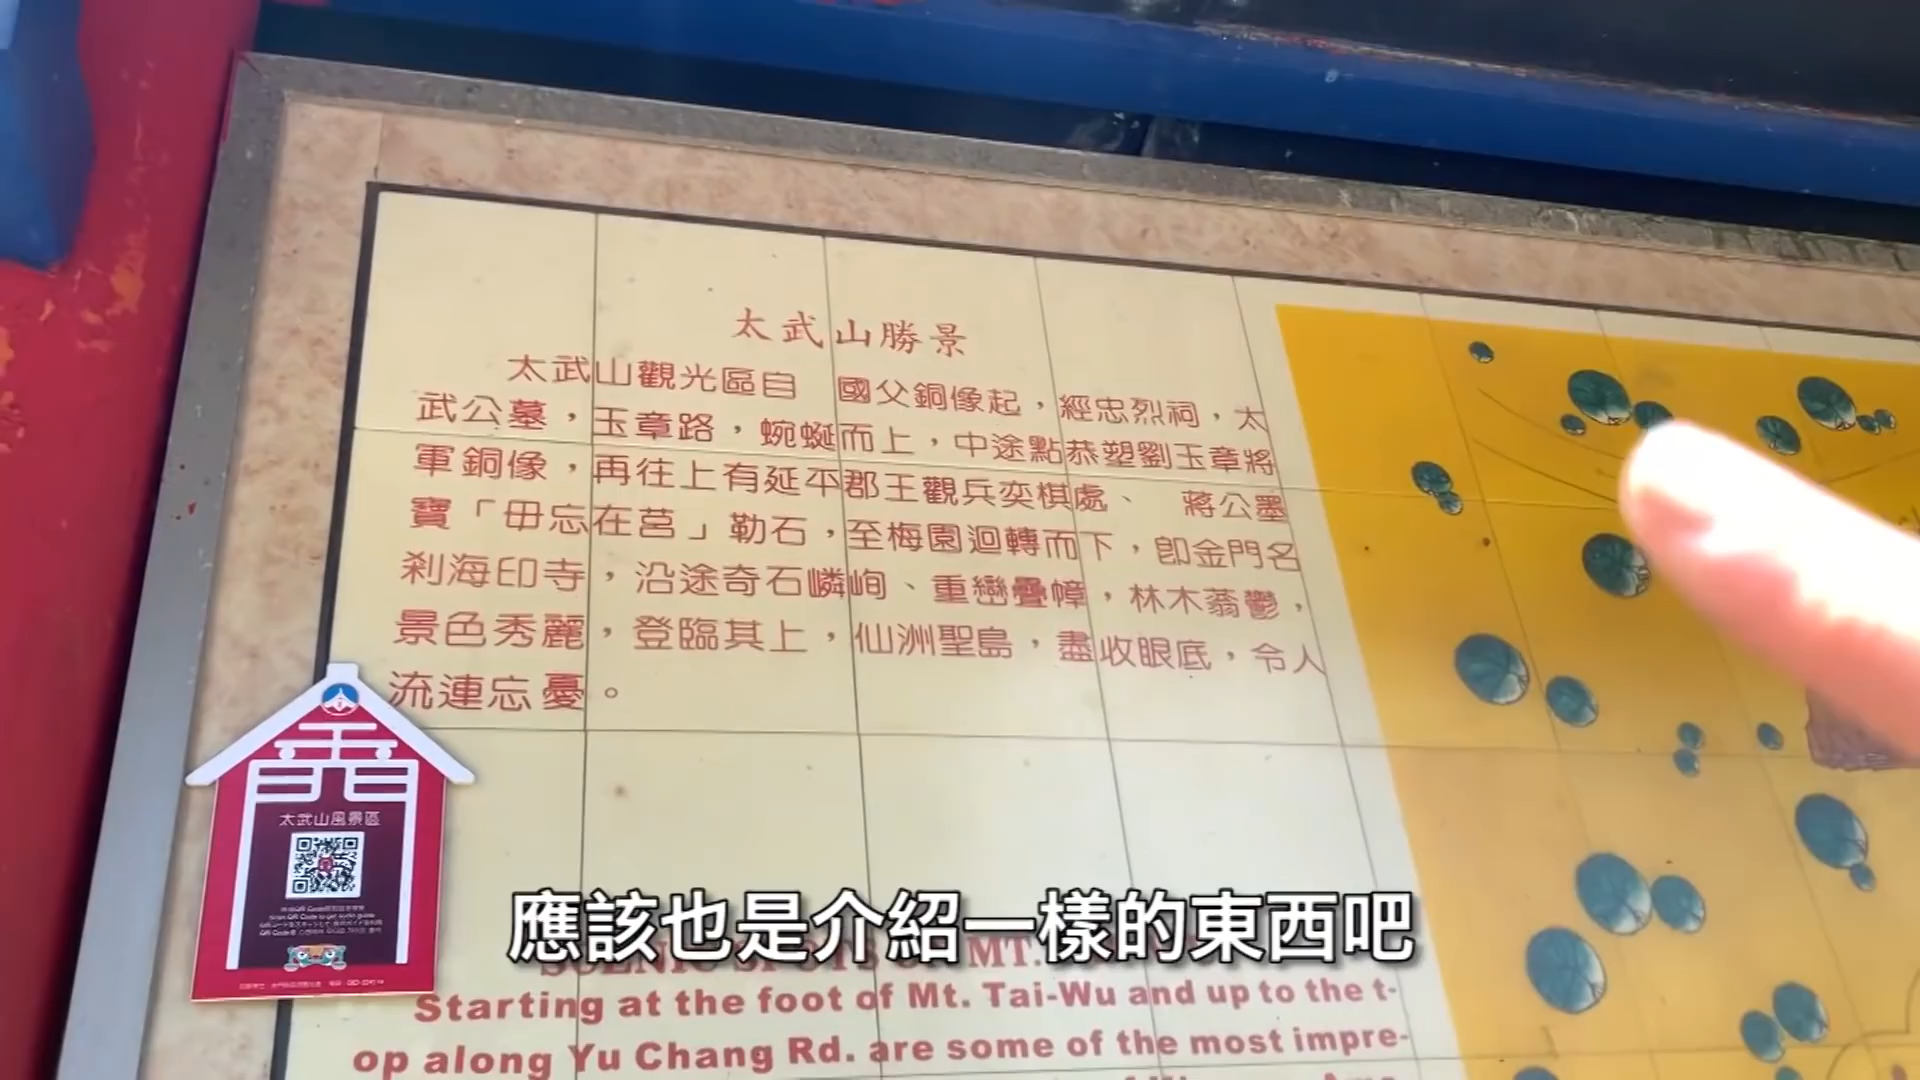 太武山勝景
太武山觀光區自 國父銅像起，經忠烈祠，太
武公墓，玉章路，蜿蜒而上，中途點恭塑劉玉章將
軍銅像，再往上有延平郡王觀兵奕棋處、 蔣公墨
寶「毋忘在莒」勒石，至梅園迴轉而下，即金門名
剎海印寺，沿途奇石嶙峋、重巒疊幛，林木蓊鬱，
景色秀麗，登臨其上，仙洲聖島，盡收眼底，令人
流連忘憂。
太武山風景區
應該也是介紹一樣的東西吧
SCENIC SPOTS ON MT.
Starting at the foot of Mt. Tai-Wu and up to the t-
op along Yu Chang Rd. are some of the most impre-